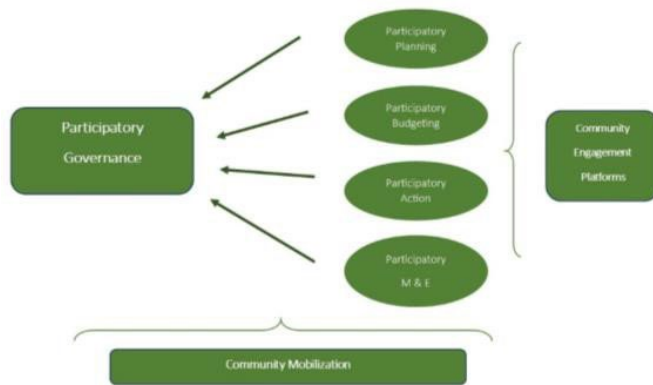 Participatory
Planning
Participatory
Governance
Participatory
Budgeting
Community
Engagement
Platforms
Participatory
Action
Participatory
M & E
Community Mobilization